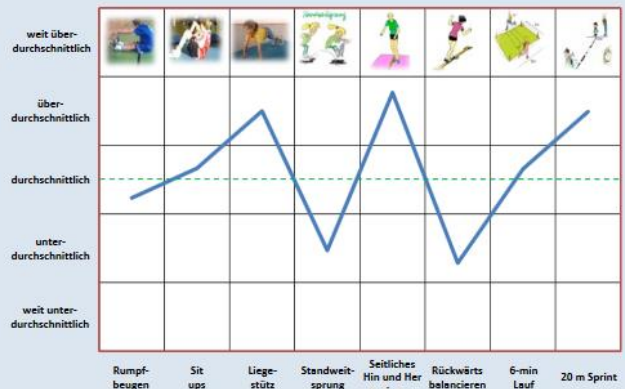 weit über-
durchschnittlich
über-
durchschnittlich
durchschnittlich
unter-
durchschnittlich
weit unter-
durchschnittlich
Rumpf-
beugen
Sit
ups
Liege-
stütz
Standweit-
sprung
Seitliches
Hin und Her
Rückwärts
balancieren
6-min
Lauf
20 m Sprint